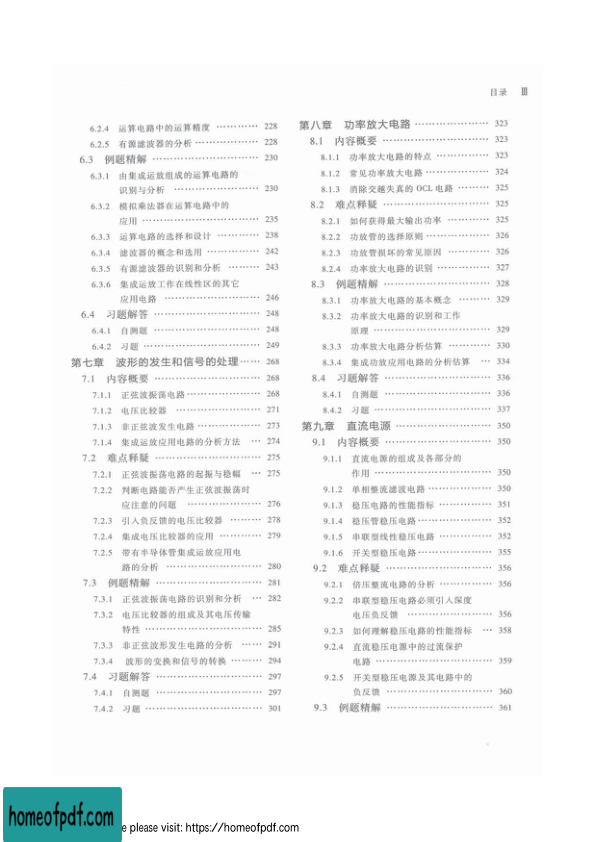 目录 Ⅲ
6.2.4 运算电路中的运算精度 ………… 228
6.2.5 有源滤波器的分析 ……………… 228
6.3 例题精解 …………………………… 230
6.3.1 由集成运放组成的运算电路的
识别与分析 …………………… 230
6.3.2 模拟乘法器在运算电路中的
应用 …………………………… 235
6.3.3 运算电路的选择和设计 ………… 238
6.3.4 滤波器的概念和选用 …………… 242
6.3.5 有源滤波器的识别和分析 ……… 243
6.3.6 集成运放工作在线性区的其它
应用电路 ……………………… 246
6.4 习题解答 …………………………… 248
6.4.1 自测题 ………………………… 248
6.4.2 习题 …………………………… 249
第七章 波形的发生和信号的处理 …… 268
7.1 内容概要 …………………………… 268
7.1.1 正弦波振荡电路 ………………… 268
7.1.2 电压比较器 …………………… 271
7.1.3 非正弦波发生电路 ……………… 273
7.1.4 集成运放应用电路的分析方法 … 274
7.2 难点释疑 …………………………… 275
7.2.1 正弦波振荡电路的起振与稳幅 … 275
7.2.2 判断电路能否产生正弦波振荡时
应注意的问题 ………………… 276
7.2.3 引入负反馈的电压比较器 ……… 278
7.2.4 集成电压比较器的应用 ………… 279
7.2.5 带有半导体管集成运放应用电
路的分析 ……………………… 280
7.3 例题精解 …………………………… 281
7.3.1 正弦波振荡电路的识别和分析 … 282
7.3.2 电压比较器的组成及其电压传输
特性 …………………………… 285
7.3.3 非正弦波形发生电路的分析 …… 291
7.3.4 波形的变换和信号的转换 ……… 294
7.4 习题解答 …………………………… 297
7.4.1 自测题 ………………………… 297
7.4.2 习题 …………………………… 301
第八章 功率放大电路 ………………… 323
8.1 内容概要 …………………………… 323
8.1.1 功率放大电路的特点 …………… 323
8.1.2 常见功率放大电路 ……………… 324
8.1.3 消除交越失真的 OCL 电路 ……… 325
8.2 难点释疑 …………………………… 325
8.2.1 如何获得最大输出功率 ………… 325
8.2.2 功放管的选择原则 ……………… 326
8.2.3 功放管损坏的常见原因 ………… 326
8.2.4 功率放大电路的识别 …………… 327
8.3 例题精解 …………………………… 328
8.3.1 功率放大电路的基本概念 ……… 329
8.3.2 功率放大电路的识别和工作
原理 …………………………… 329
8.3.3 功率放大电路分析估算 ………… 330
8.3.4 集成功放应用电路的分析估算 … 334
8.4 习题解答 …………………………… 336
8.4.1 自测题 ………………………… 336
8.4.2 习题 …………………………… 337
第九章 直流电源 ……………………… 350
9.1 内容概要 …………………………… 350
9.1.1 直流电源的组成及各部分的
作用 …………………………… 350
9.1.2 单相整流滤波电路 ……………… 350
9.1.3 稳压电路的性能指标 …………… 351
9.1.4 稳压管稳压电路 ………………… 352
9.1.5 串联型线性稳压电路 …………… 352
9.1.6 开关型稳压电路 ………………… 355
9.2 难点释疑 …………………………… 356
9.2.1 倍压整流电路的分析 …………… 356
9.2.2 串联型稳压电路必须引入深度
电压负反馈 …………………… 356
9.2.3 如何理解稳压电路的性能指标 … 358
9.2.4 直流稳压电源中的过流保护
电路 …………………………… 359
9.2.5 开关型稳压电源及其电路中的
负反馈 ………………………… 360
9.3 例题精解 …………………………… 361
homeofpdf.com
e please visit: https://homeofpdf.com